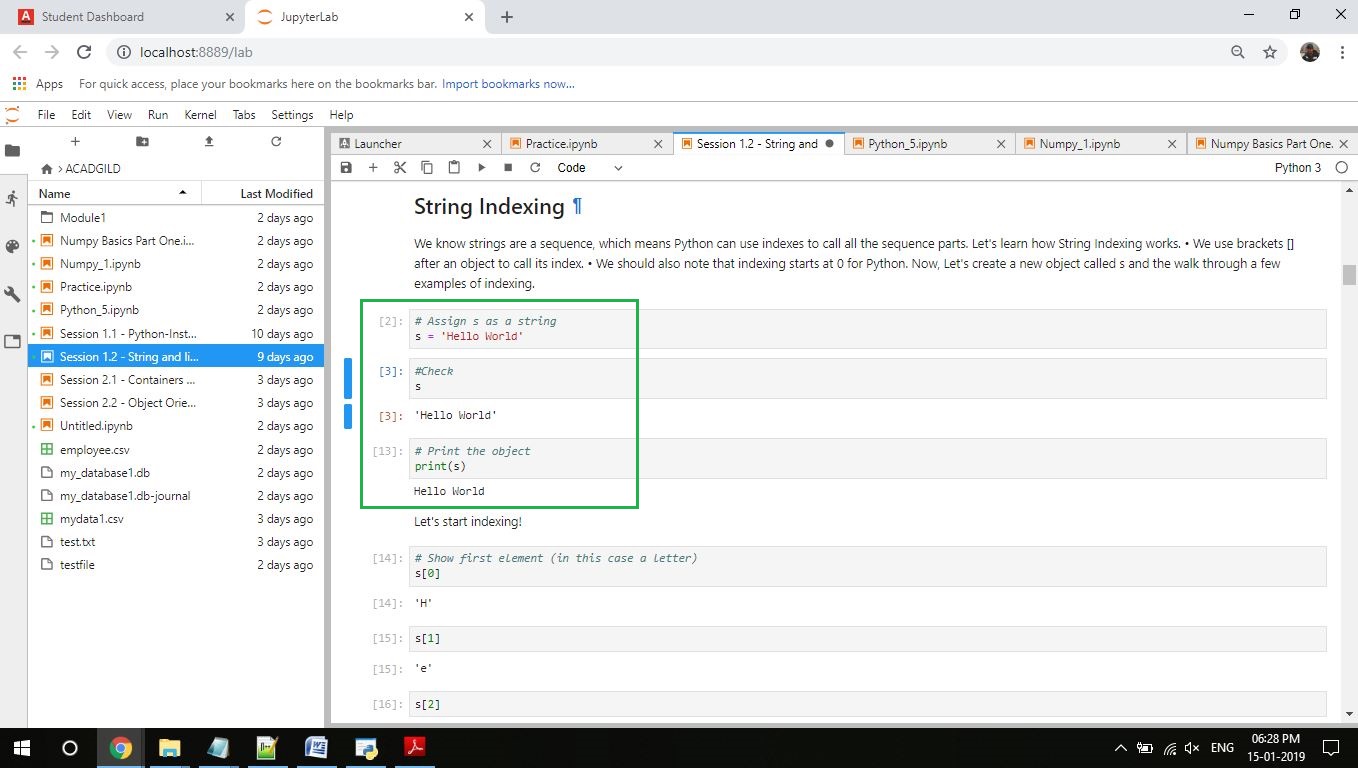 Student Dashboard
JupyterLab
localhost:8889/lab
Apps For quick access, place your bookmarks here on the bookmarks bar. Import bookmarks now...
File Edit View Run Kernel Tabs Settings Help
ACADGILD
Name Last Modified
Module1 2 days ago
Numpy Basics Part One.i... 2 days ago
Numpy_1.ipynb 2 days ago
Practice.ipynb 2 days ago
Python_5.ipynb 2 days ago
Session 1.1 - Python-Inst... 10 days ago
Session 1.2 - String and li... 9 days ago
Session 2.1 - Containers ... 3 days ago
Session 2.2 - Object Orie... 3 days ago
Untitled.ipynb 2 days ago
employee.csv 2 days ago
my_database1.db 2 days ago
my_database1.db-journal 2 days ago
mydata1.csv 3 days ago
test.txt 3 days ago
testfile 2 days ago
Launcher Practice.ipynb Session 1.2 - String and Python_5.ipynb Numpy_1.ipynb Numpy Basics Part One.
Code Python 3
String Indexing ¶
We know strings are a sequence, which means Python can use indexes to call all the sequence parts. Let's learn how String Indexing works. • We use brackets []
after an object to call its index. • We should also note that indexing starts at 0 for Python. Now, Let's create a new object called s and the walk through a few
examples of indexing.
[2]: # Assign s as a string
s = 'Hello World'
[3]: #Check
s
[3]: 'Hello World'
[13]: # Print the object
print(s)
Hello World
Let's start indexing!
[14]: # Show first element (in this case a letter)
s[0]
[14]: 'H'
[15]: s[1]
[15]: 'e'
[16]: s[2]
ENG 06:28 PM
15-01-2019